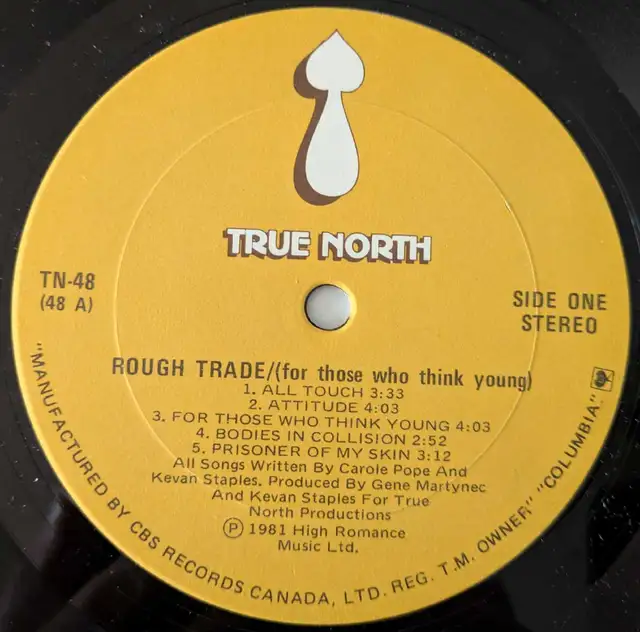 TRUE NORTH
TN-48
(48 A)
SIDE ONE
STEREO
ROUGH TRADE/(for those who think young)
1. ALL TOUCH 3:33
2. ATTITUDE 4:03
3. FOR THOSE WHO THINK YOUNG 4:03
4. BODIES IN COLLISION 2:52
5. PRISONER OF MY SKIN 3:12
All Songs Written By Carole Pope And
Kevan Staples. Produced By Gene Martynec
And Kevan Staples For True
North Productions
Ⓟ 1981 High Romance
Music Ltd.
"MANUFACTURED BY CBS RECORDS CANADA, LTD. REG. T.M. OWNER" "COLUMBIA."